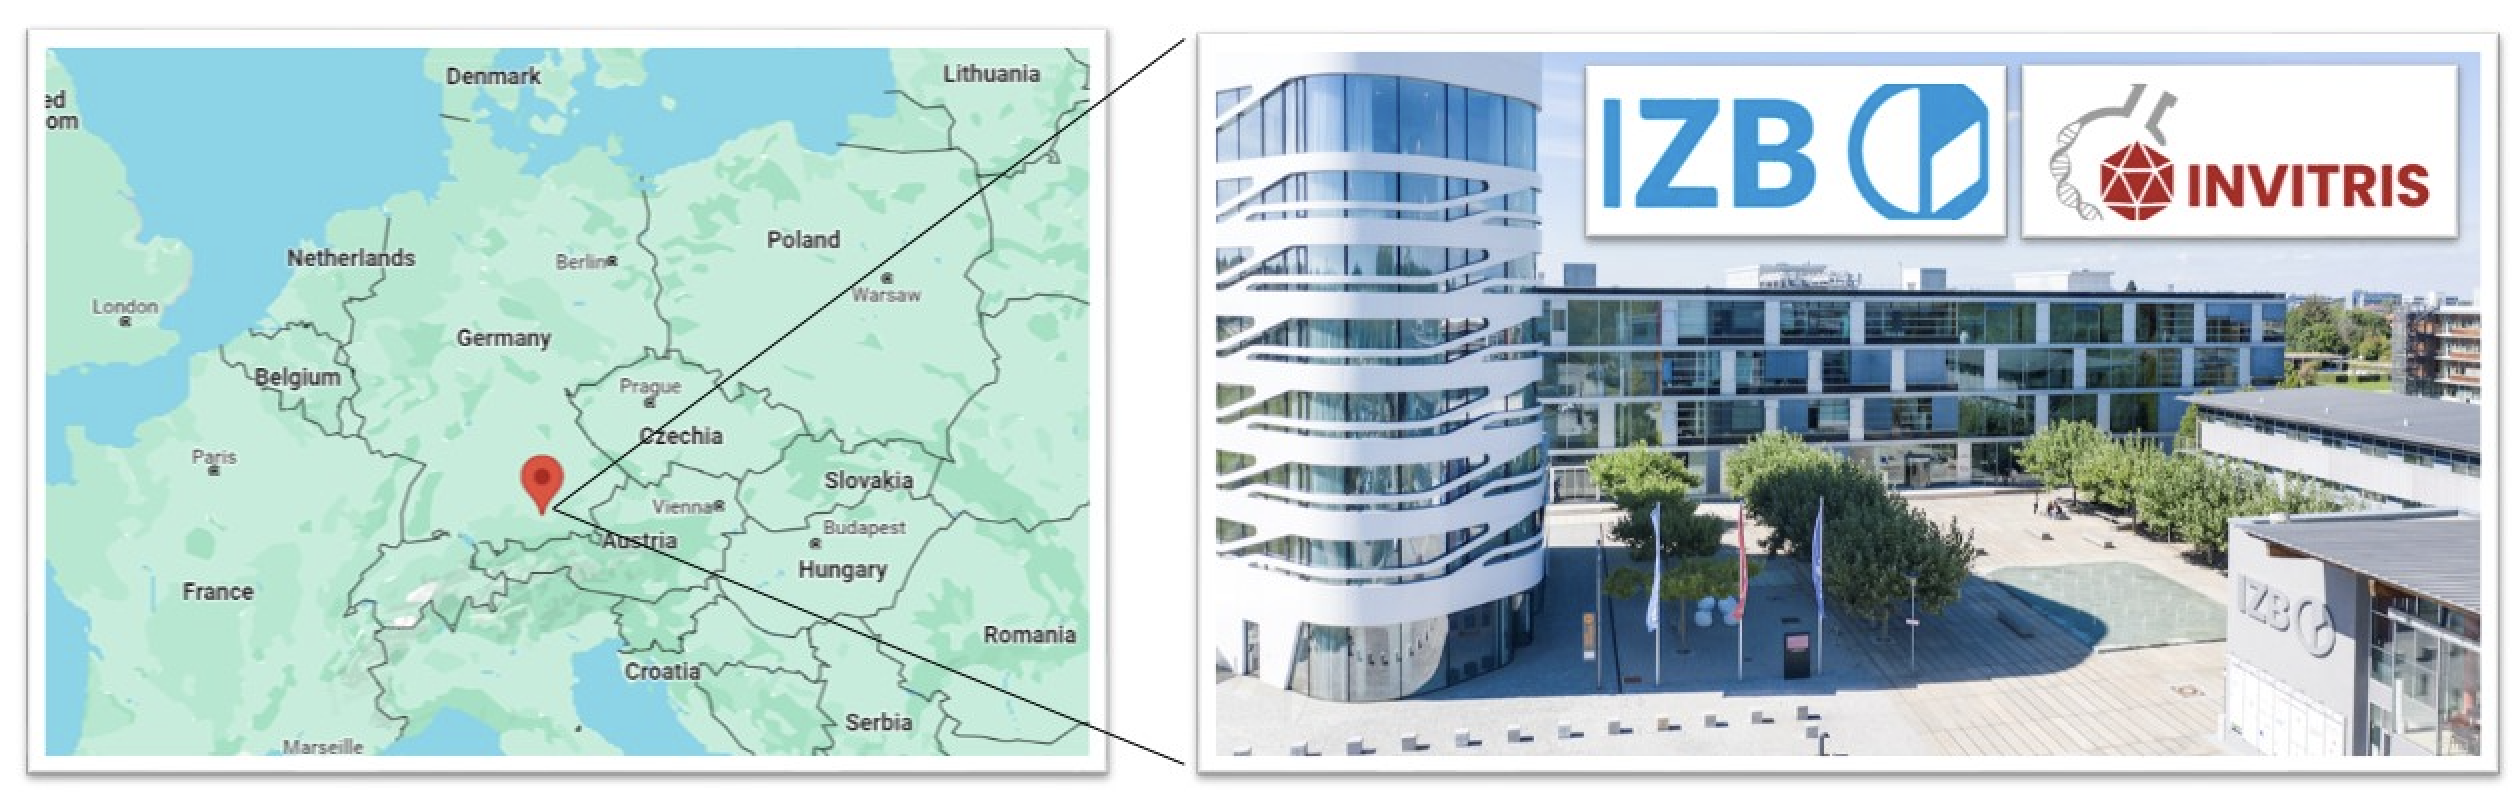 Denmark
Lithuania
ed
om
Netherlands
Berlin
Poland
London
Warsaw
Germany
Belgium
Prague
Czechia
Paris
Slovakia
Vienna
Budapest
Austria
Hungary
France
Romania
Croatia
Serbia
Marseille
IZB
INVITRIS
IZB